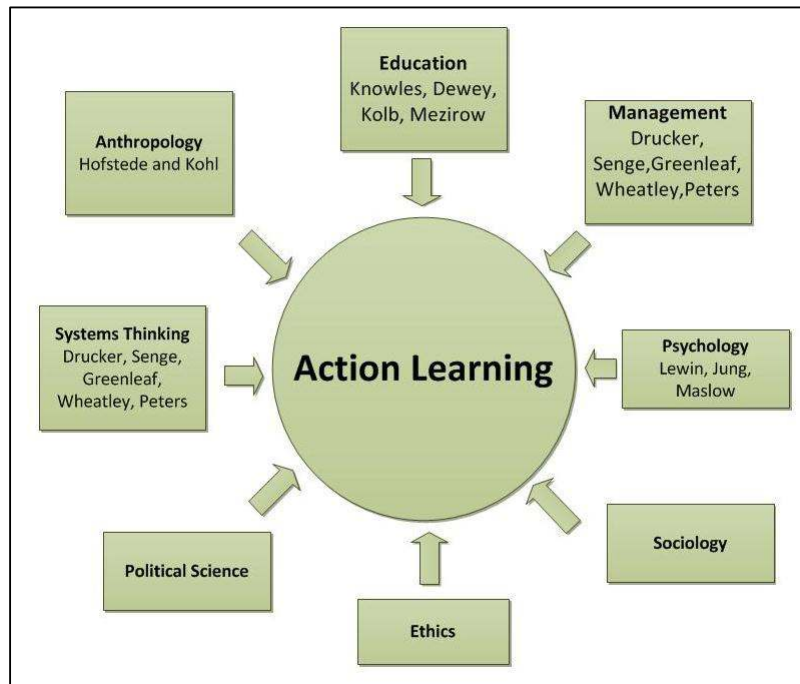 Education
Knowles, Dewey,
Kolb, Mezirow
Management
Drucker,
Senge,Greenleaf,
Wheatley,Peters
Anthropology
Hofstede and Kohl
Systems Thinking
Drucker, Senge,
Greenleaf,
Wheatley, Peters
Action Learning
Psychology
Lewin, Jung,
Maslow
Political Science
Sociology
Ethics